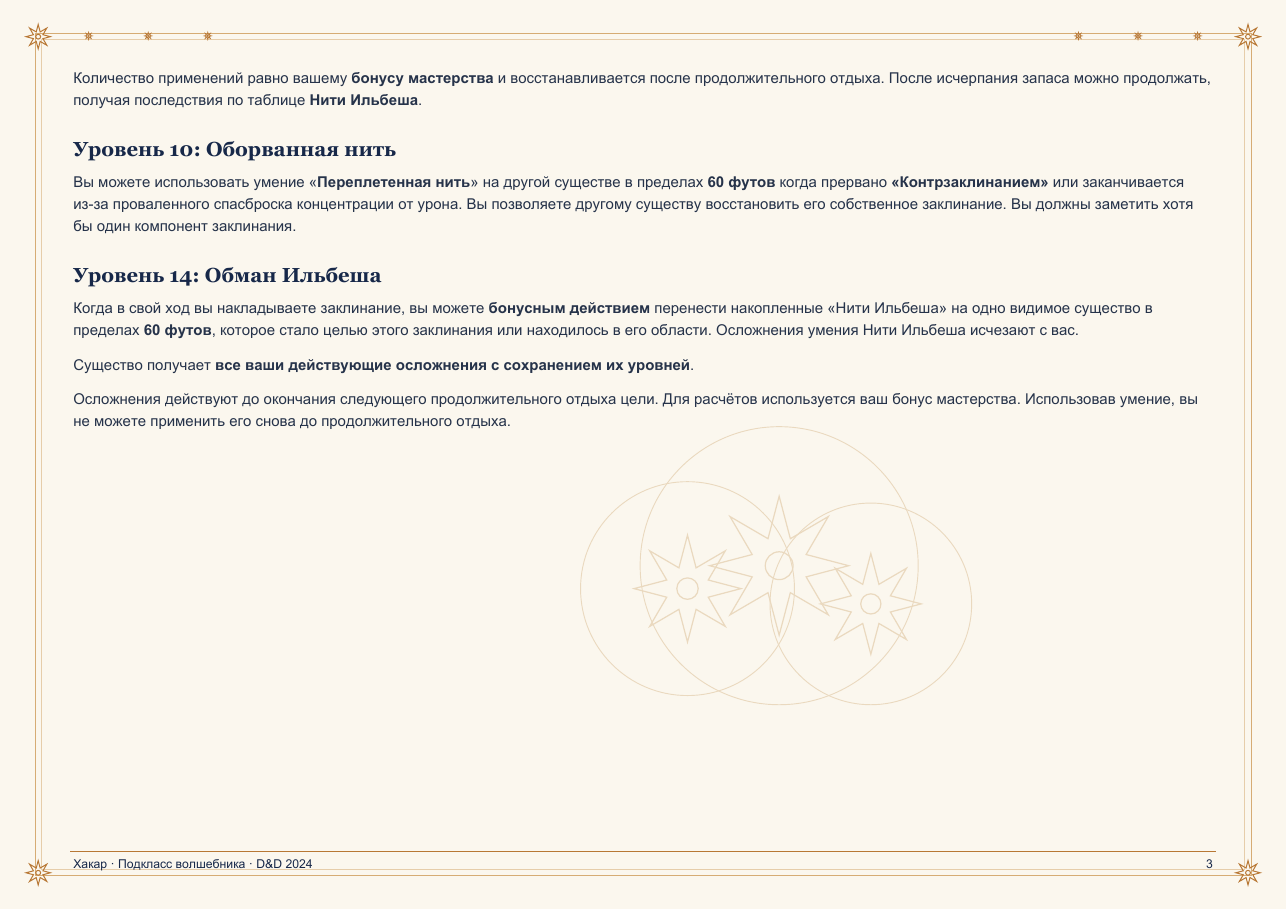 Количество применений равно вашему бонусу мастерства и восстанавливается после продолжительного отдыха. После исчерпания запаса можно продолжать,
получая последствия по таблице Нити Ильбеша.
Уровень 10: Оборванная нить
Вы можете использовать умение «Переплетенная нить» на другой существе в пределах 60 футов когда прервано «Контрзаклинанием» или заканчивается
из-за проваленного спасброска концентрации от урона. Вы позволяете другому существу восстановить его собственное заклинание. Вы должны заметить хотя
бы один компонент заклинания.
Уровень 14: Обман Ильбеша
Когда в свой ход вы накладываете заклинание, вы можете бонусным действием перенести накопленные «Нити Ильбеша» на одно видимое существо в
пределах 60 футов, которое стало целью этого заклинания или находилось в его области. Осложнения умения Нити Ильбеша исчезают с вас.
Существо получает все ваши действующие осложнения с сохранением их уровней.
Осложнения действуют до окончания следующего продолжительного отдыха цели. Для расчётов используется ваш бонус мастерства. Использовав умение, вы
не можете применить его снова до продолжительного отдыха.
Хакар · Подкласс волшебника · D&D 2024 3